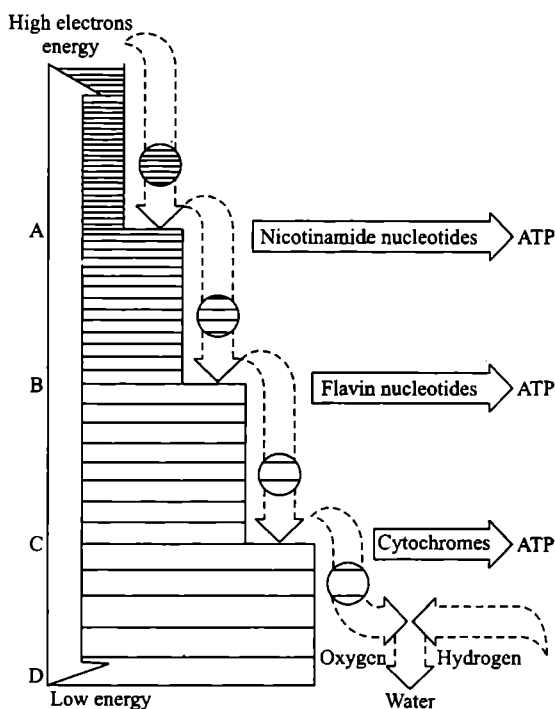 High electrons
energy
A
Nicotinamide nucleotides
ATP
B
Flavin nucleotides
ATP
C
Cytochromes
ATP
Oxygen
Hydrogen
D
Low energy
Water